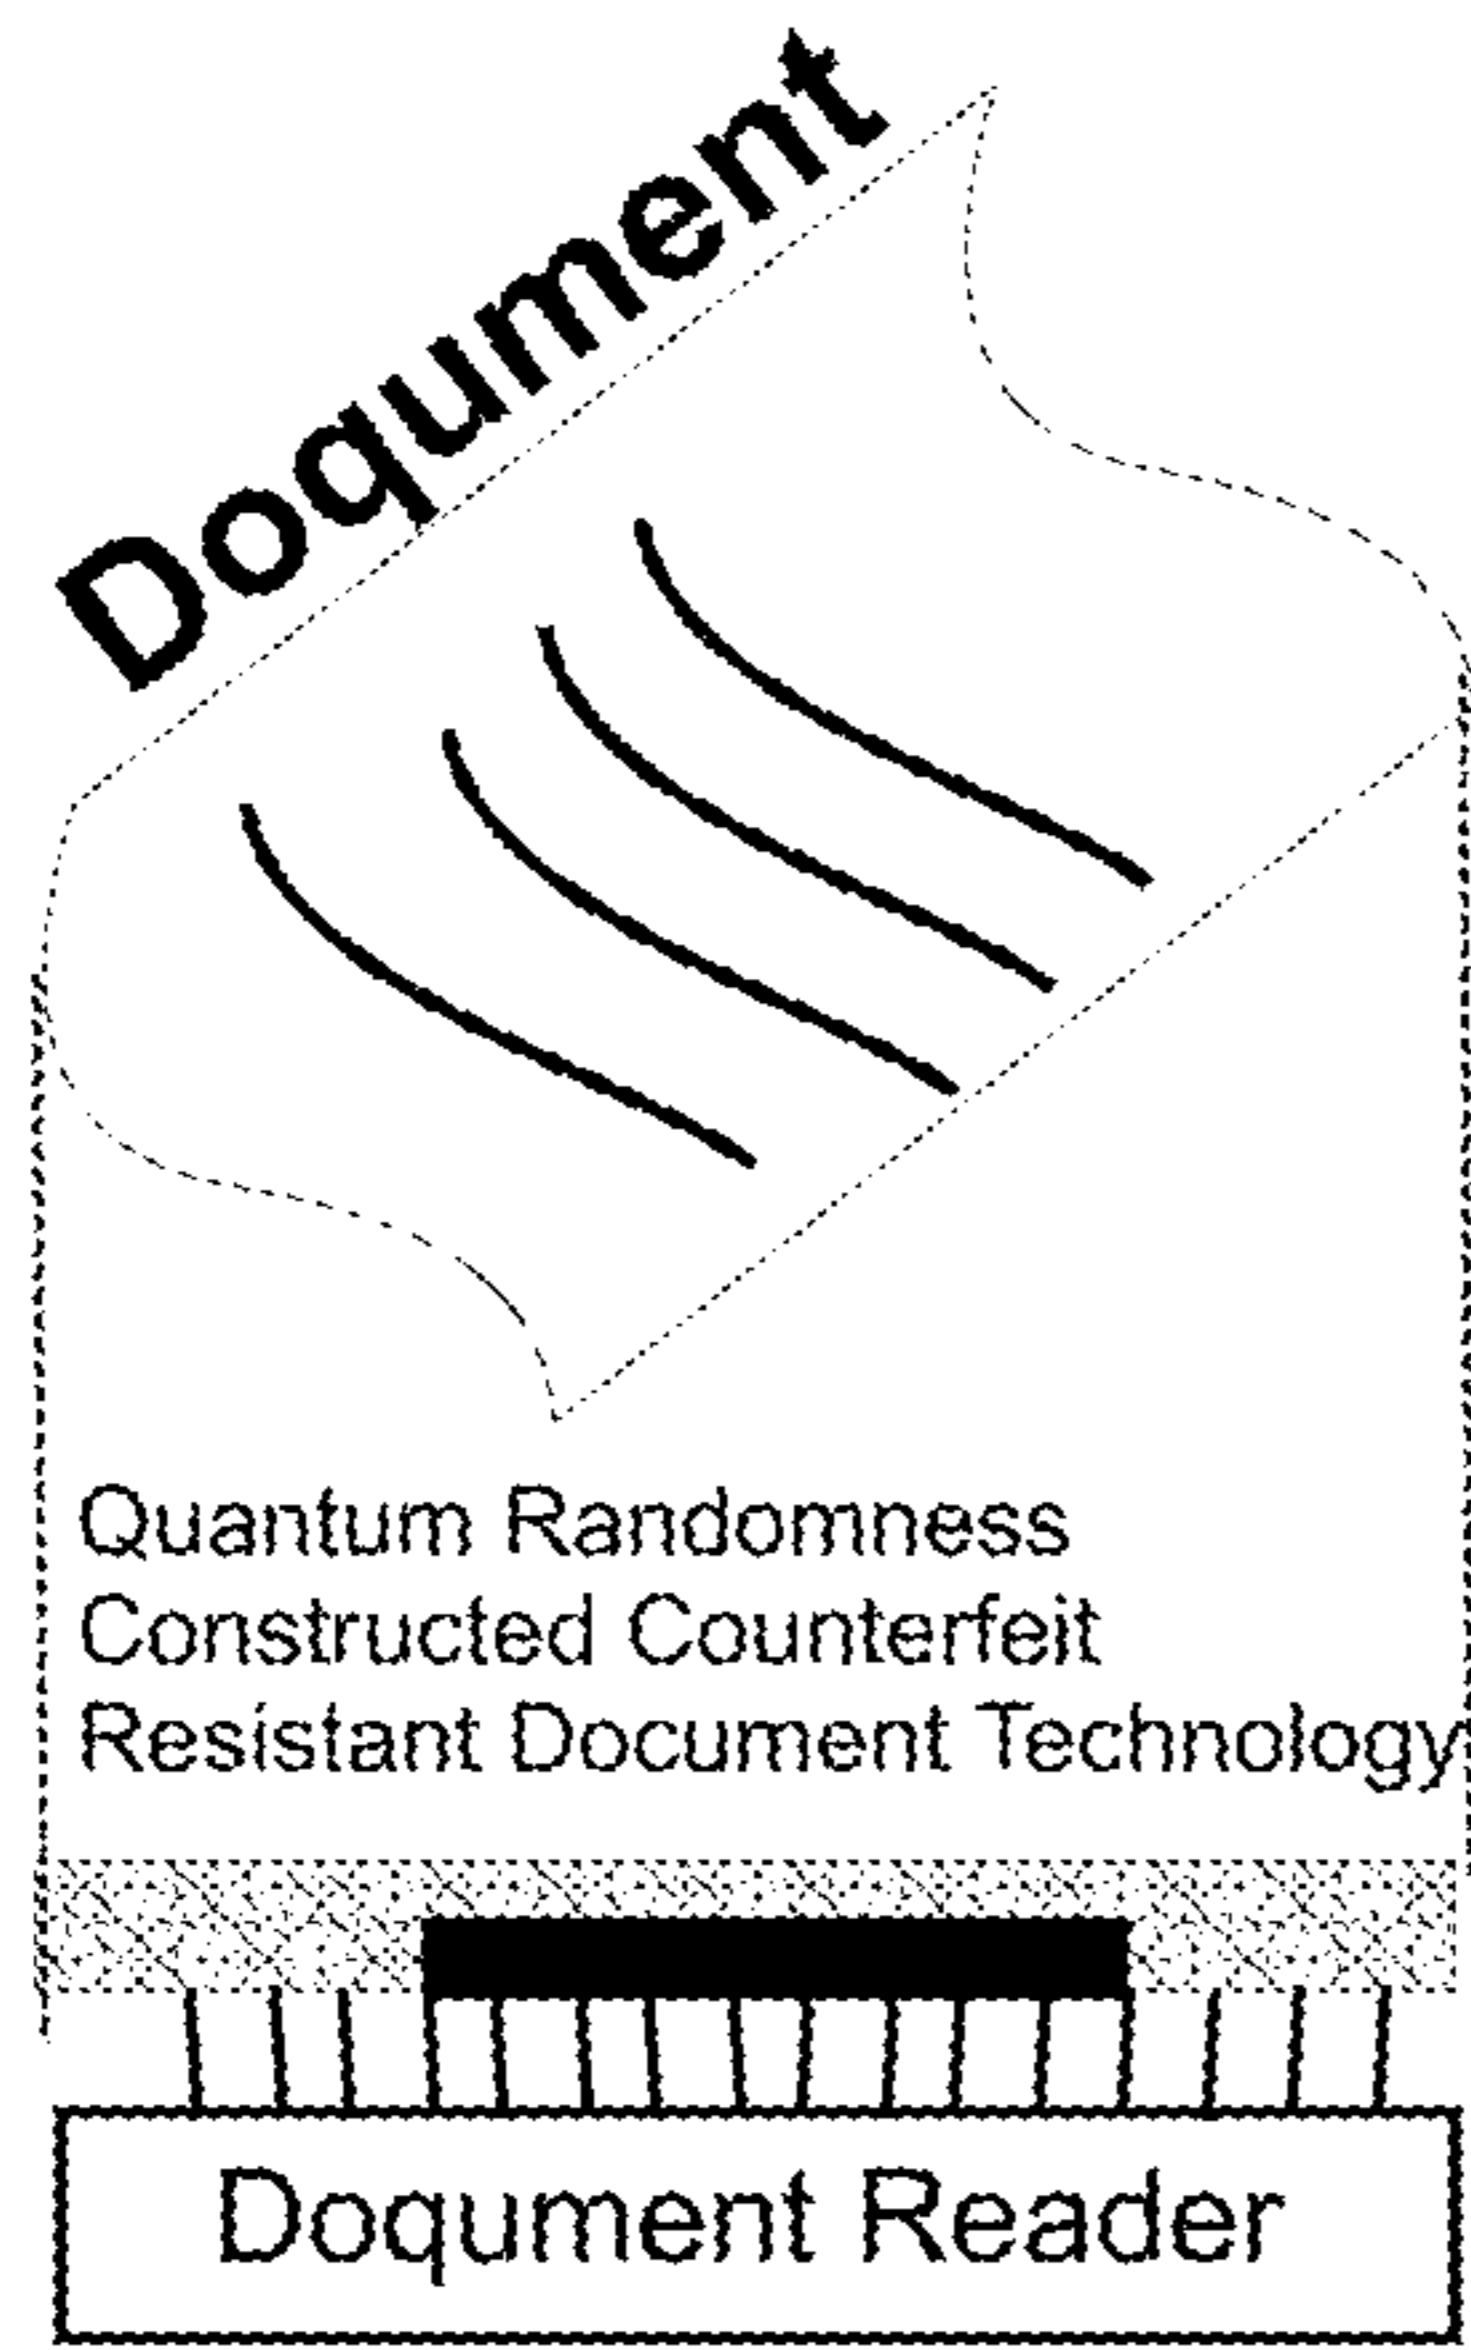 Doqument
Quantum Randomness
Constructed Counterfeit
Resistant Document Technology
Doqument Reader